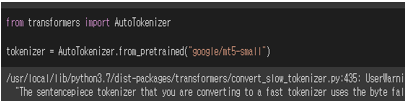 from transformers import AutoTokenizer
tokenizer = AutoTokenizer.from_pretrained("google/mt5-small")
/usr/local/lib/python3.7/dist-packages/transformers/convert_slow_tokenizer.py:435: UserWarni
"The sentencepiece tokenizer that you are converting to a fast tokenizer uses the byte fal